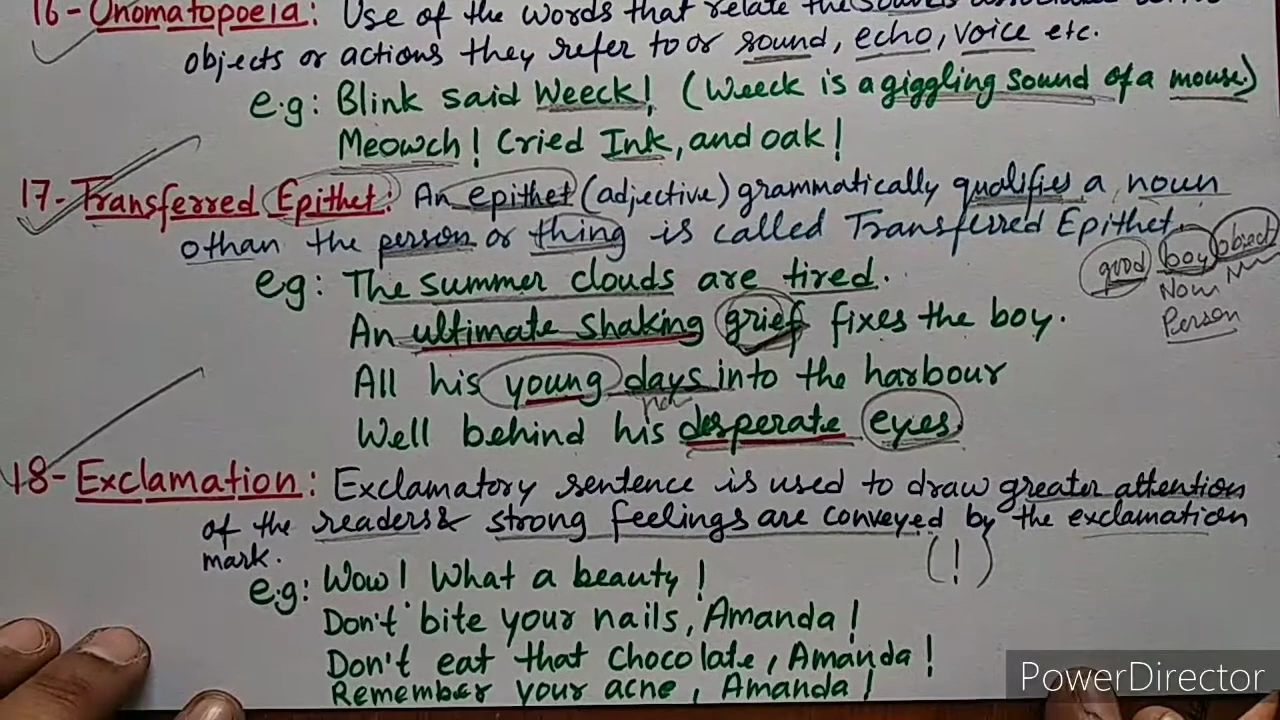 16- Onomatopoeia: Use of the words that relate the
objects or actions they refer to or sound, echo, voice etc.
e.g: Blink said Weeck! (Weeck is a giggling sound of a mouse.)
Meowch! Cried Ink, and oak!
17- Transferred Epithet: An epithet (adjective) grammatically qualifies a noun
othan the person or thing is called Transferred Epithet.
good boy object
Noun
Person
eg: The summer clouds are tired.
An ultimate shaking grief fixes the boy.
All his young days into the harbour
Well behind his desperate eyes.
18- Exclamation: Exclamatory sentence is used to draw greater attention
of the readers & strong feelings are conveyed by the exclamation
mark. (!)
e.g: Wow! What a beauty!
Don't bite your nails, Amanda!
Don't eat that chocolate, Amanda!
Remember your acne, Amanda!
PowerDirector